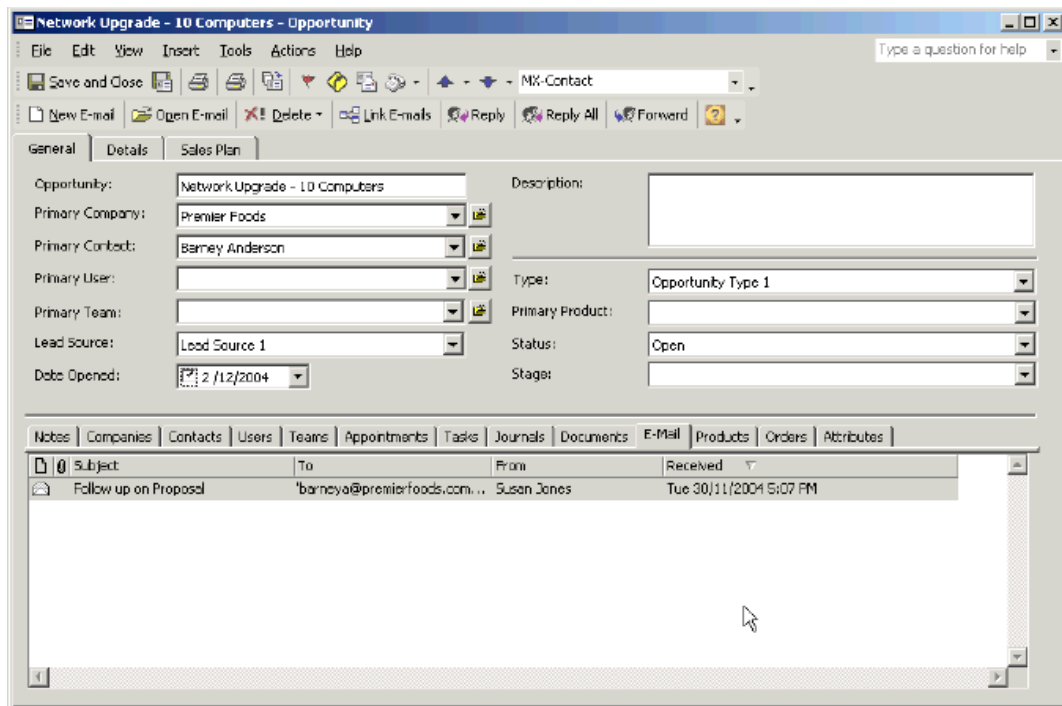 Network Upgrade - 10 Computers - Opportunity
File Edit View Insert Tools Actions Help Type a question for help
Save and Close MX-Contact
New E-mail Open E-mail Delete Link E-mails Reply Reply All Forward
General Details Sales Plan
Opportunity: Network Upgrade - 10 Computers Description:
Primary Company: Premier Foods
Primary Contact: Barney Anderson
Primary User: Type: Opportunity Type 1
Primary Team: Primary Product:
Lead Source: Lead Source 1 Status: Open
Date Opened: 2 /12/2004 Stage:
Notes Companies Contacts Users Teams Appointments Tasks Journals Documents E-Mail Products Orders Attributes
Subject To From Received
Follow up on Proposal 'barneya@premierfoods.com... Susan Jones Tue 30/11/2004 5:07 PM